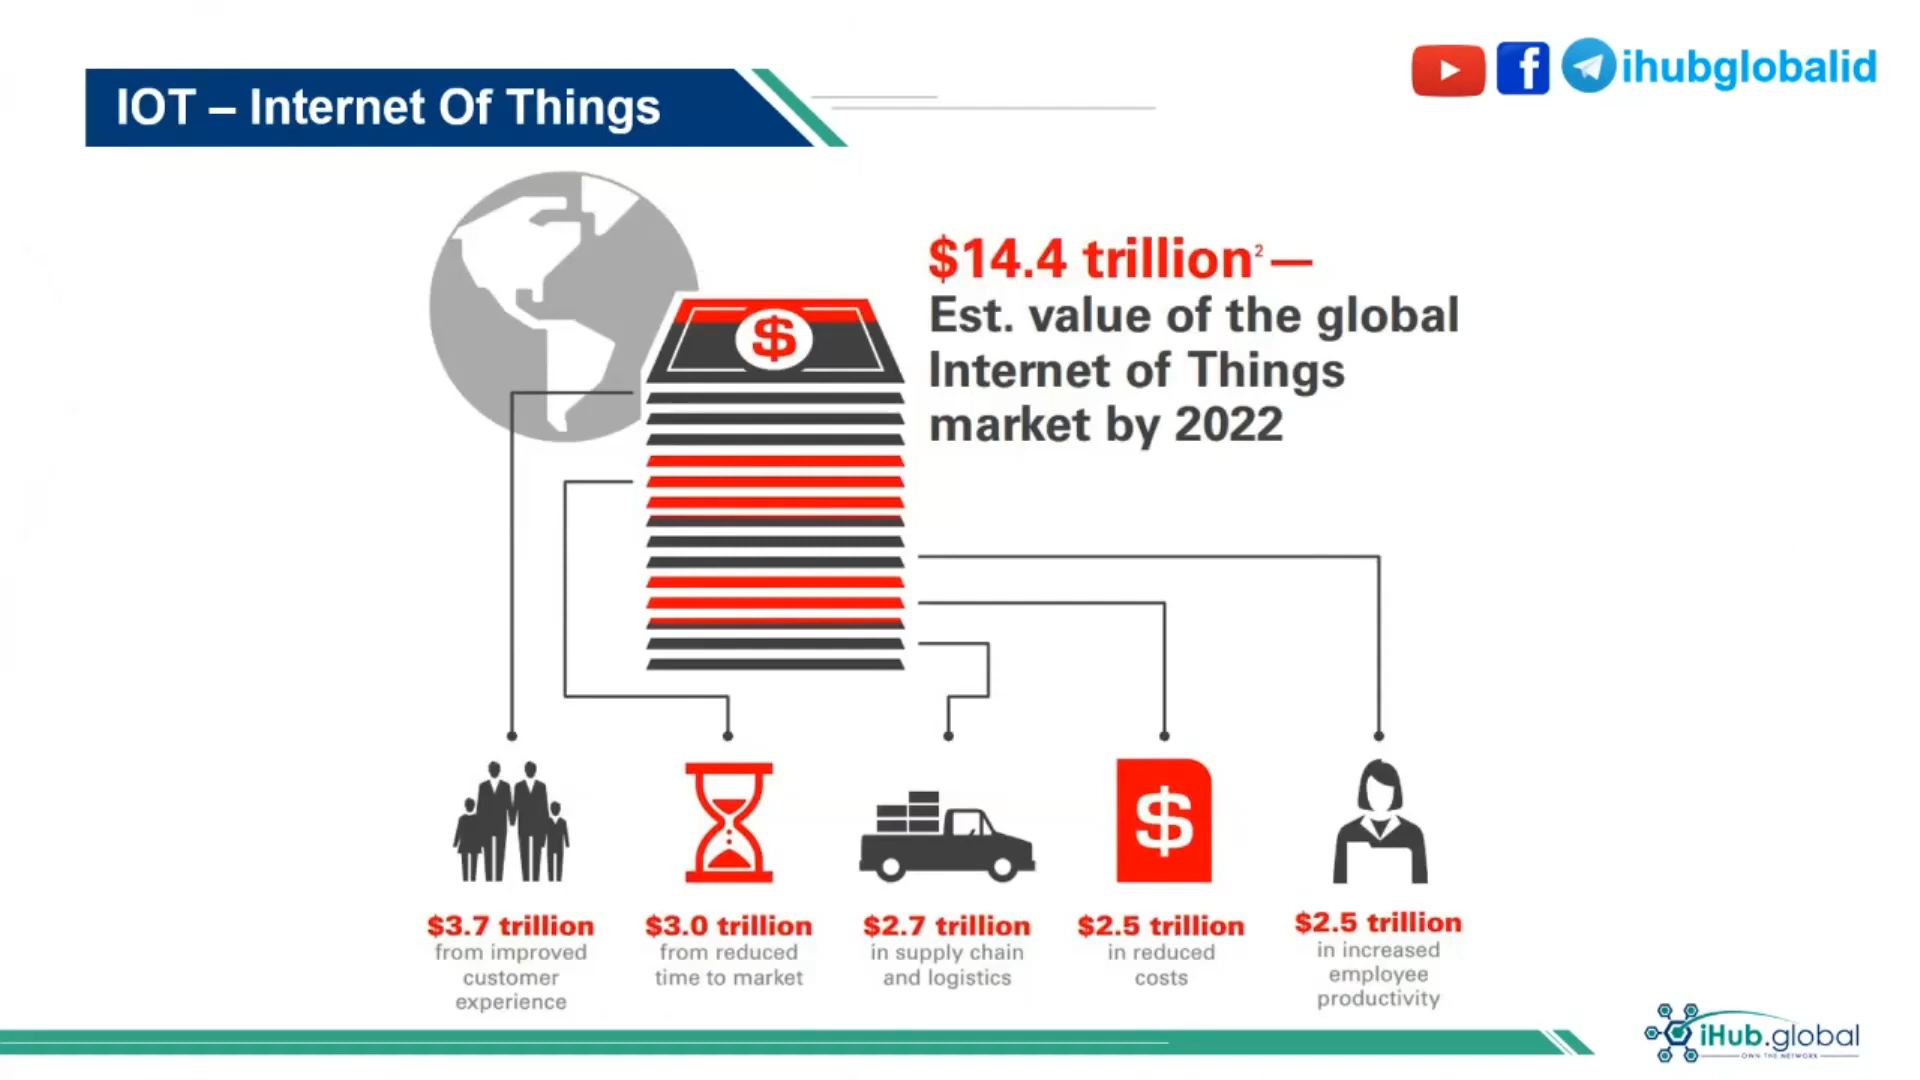 IOT – Internet Of Things
ihubglobalid
$14.4 trillion²—
Est. value of the global
Internet of Things
market by 2022
$
$
$3.7 trillion
from improved
customer
experience
$3.0 trillion
from reduced
time to market
$2.7 trillion
in supply chain
and logistics
$2.5 trillion
in reduced
costs
$2.5 trillion
in increased
employee
productivity
iHub.global
OWN THE NETWORK